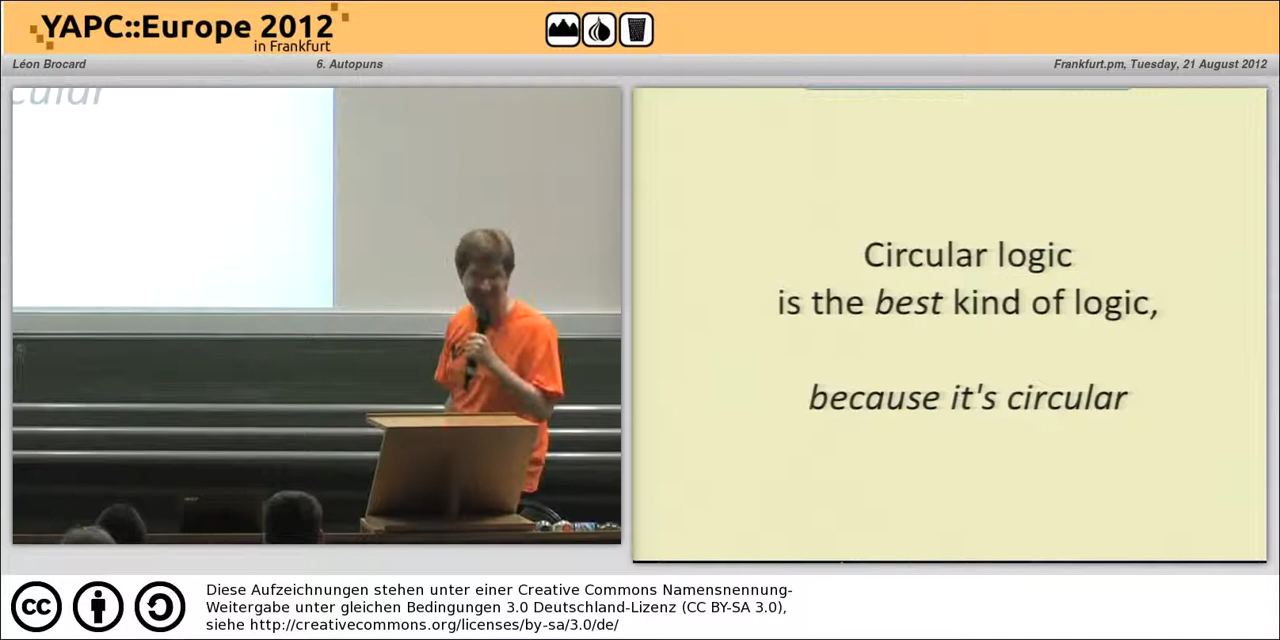 YAPC::Europe 2012
in Frankfurt
Léon Brocard
6. Autopuns
Frankfurt.pm, Tuesday, 21 August 2012
Circular logic
is the best kind of logic,
because it's circular
cc
Diese Aufzeichnungen stehen unter einer Creative Commons Namensnennung-
Weitergabe unter gleichen Bedingungen 3.0 Deutschland-Lizenz (CC BY-SA 3.0),
siehe http://creativecommons.org/licenses/by-sa/3.0/de/